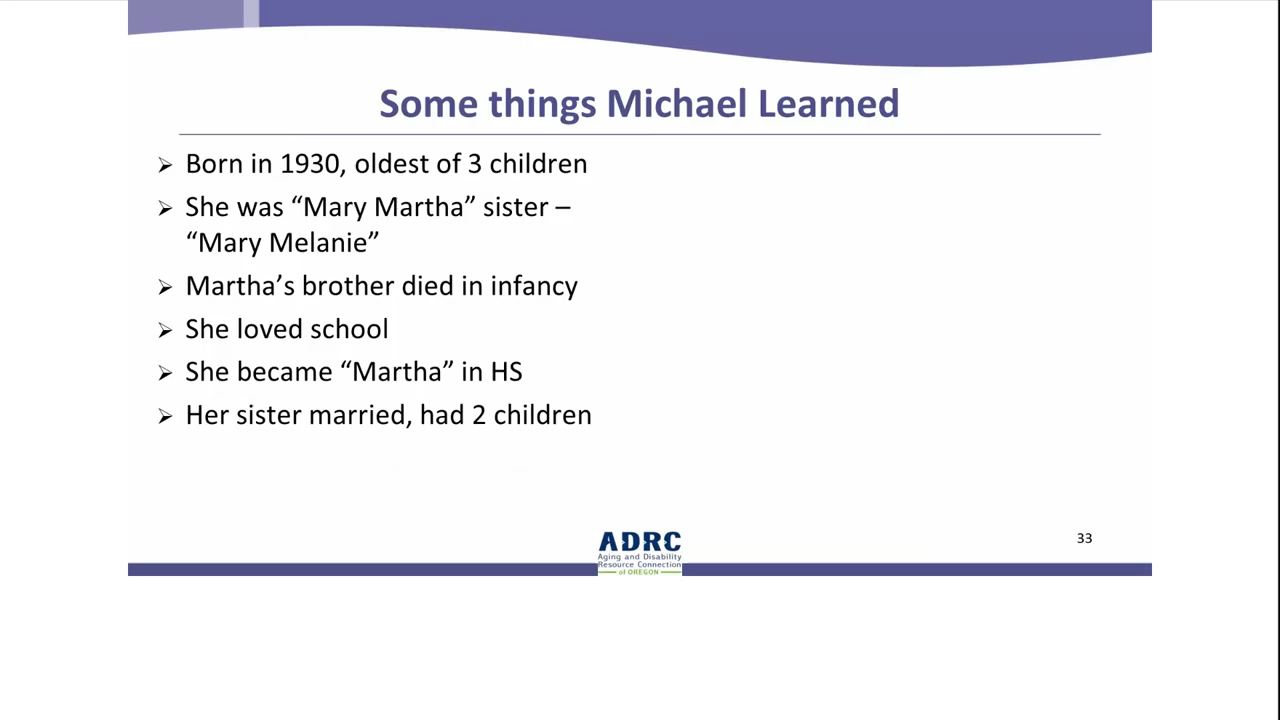 Some things Michael Learned
➢ Born in 1930, oldest of 3 children
➢ She was “Mary Martha” sister –
“Mary Melanie”
➢ Martha’s brother died in infancy
➢ She loved school
➢ She became “Martha” in HS
➢ Her sister married, had 2 children
ADRC
Aging and Disability
Resource Connection
of OREGON
33